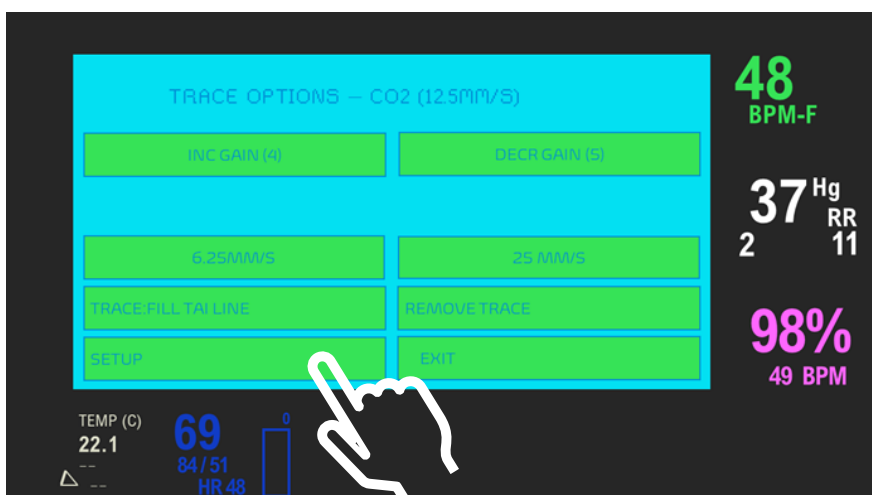 TRACE OPTIONS – CO2 (12.5MM/S)
INC GAIN (4)
DECR GAIN (5)
6.25MM/S
25 MM/S
TRACE:FILL TAI LINE
REMOVE TRACE
SETUP
EXIT
48
BPM-F
37 Hg
RR
2 11
98%
49 BPM
TEMP (C)
22.1
--
--
69
84/51
HR 48
0